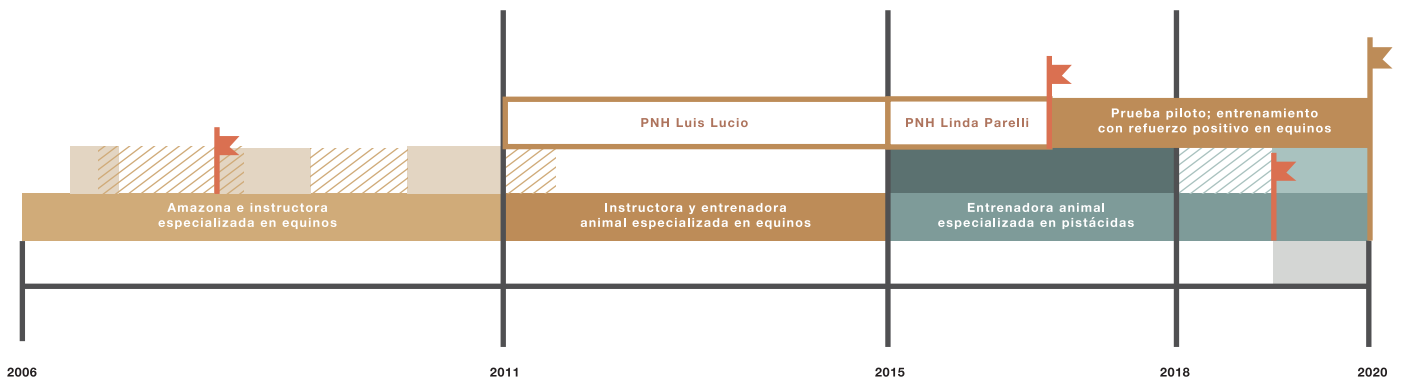 PNH Luis Lucio
PNH Linda Parelli
Prueba piloto; entrenamiento
con refuerzo positivo en equinos
Amazona e instructora
especializada en equinos
Instructora y entrenadora
animal especializada en equinos
Entrenadora animal
especializada en pistácidas
2006
2011
2015
2018
2020